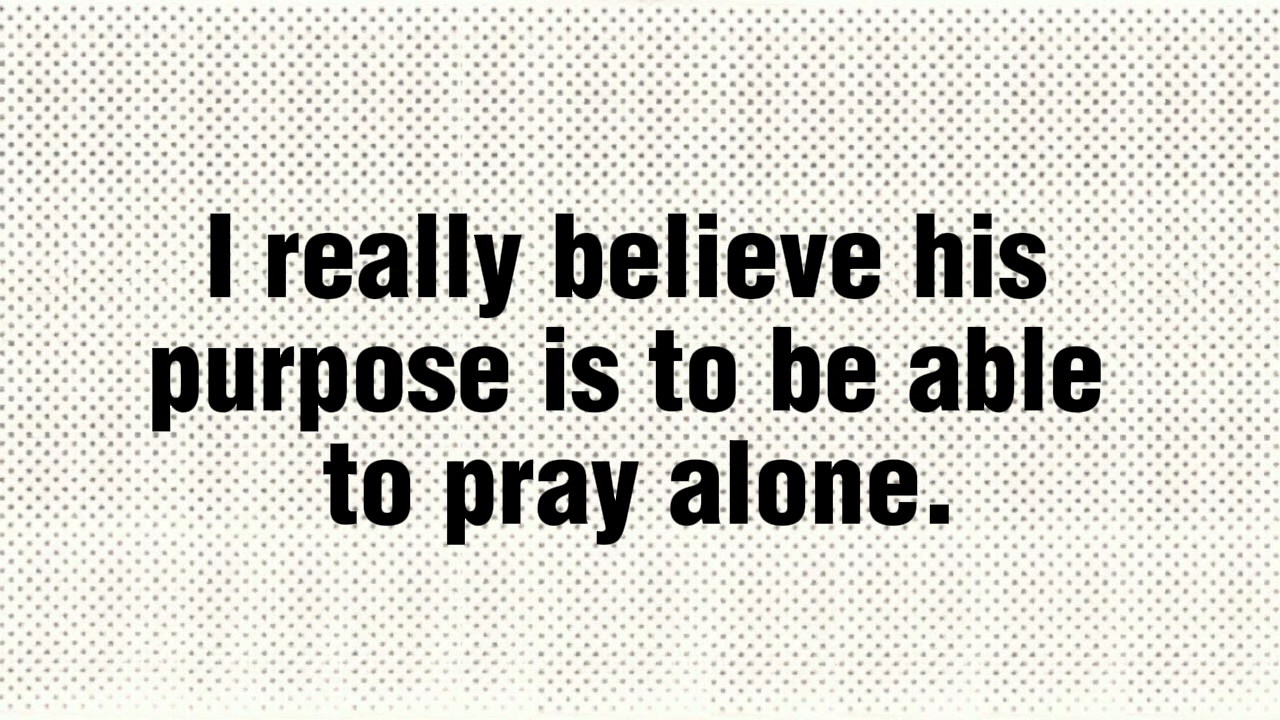 I really believe his
purpose is to be able
to pray alone.